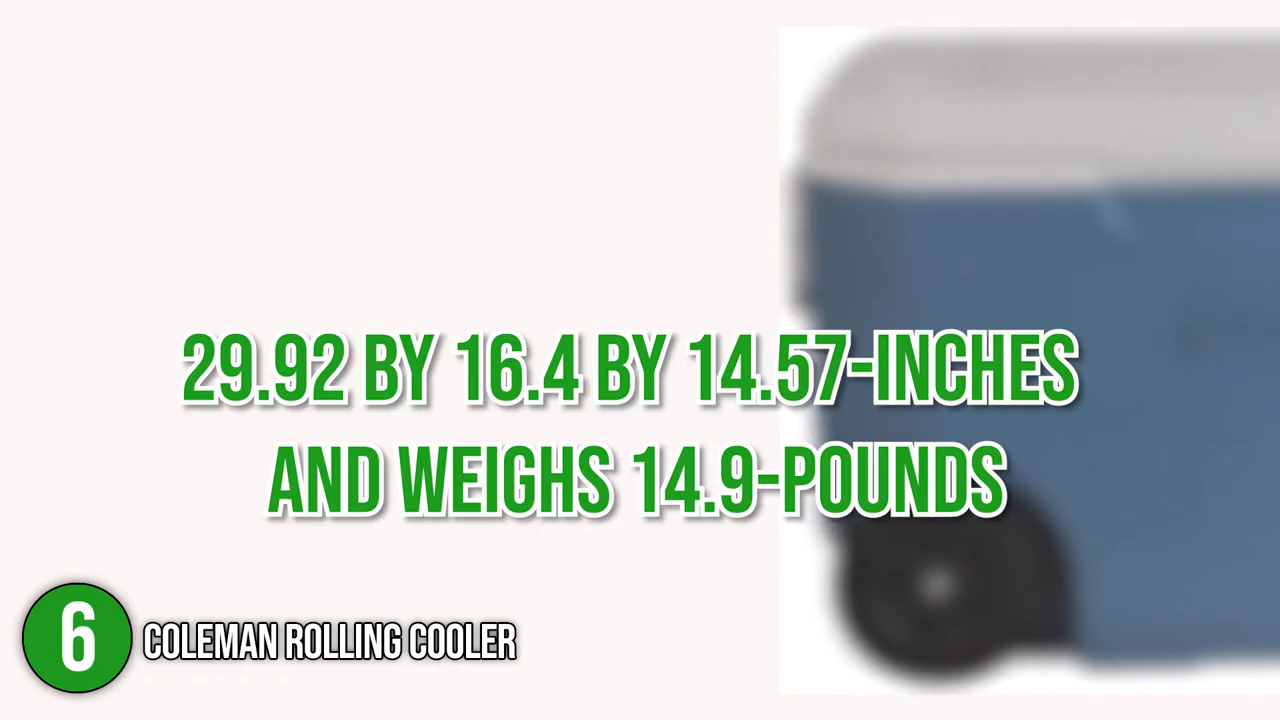 29.92 BY 16.4 BY 14.57-INCHES
AND WEIGHS 14.9-POUNDS
6 COLEMAN ROLLING COOLER